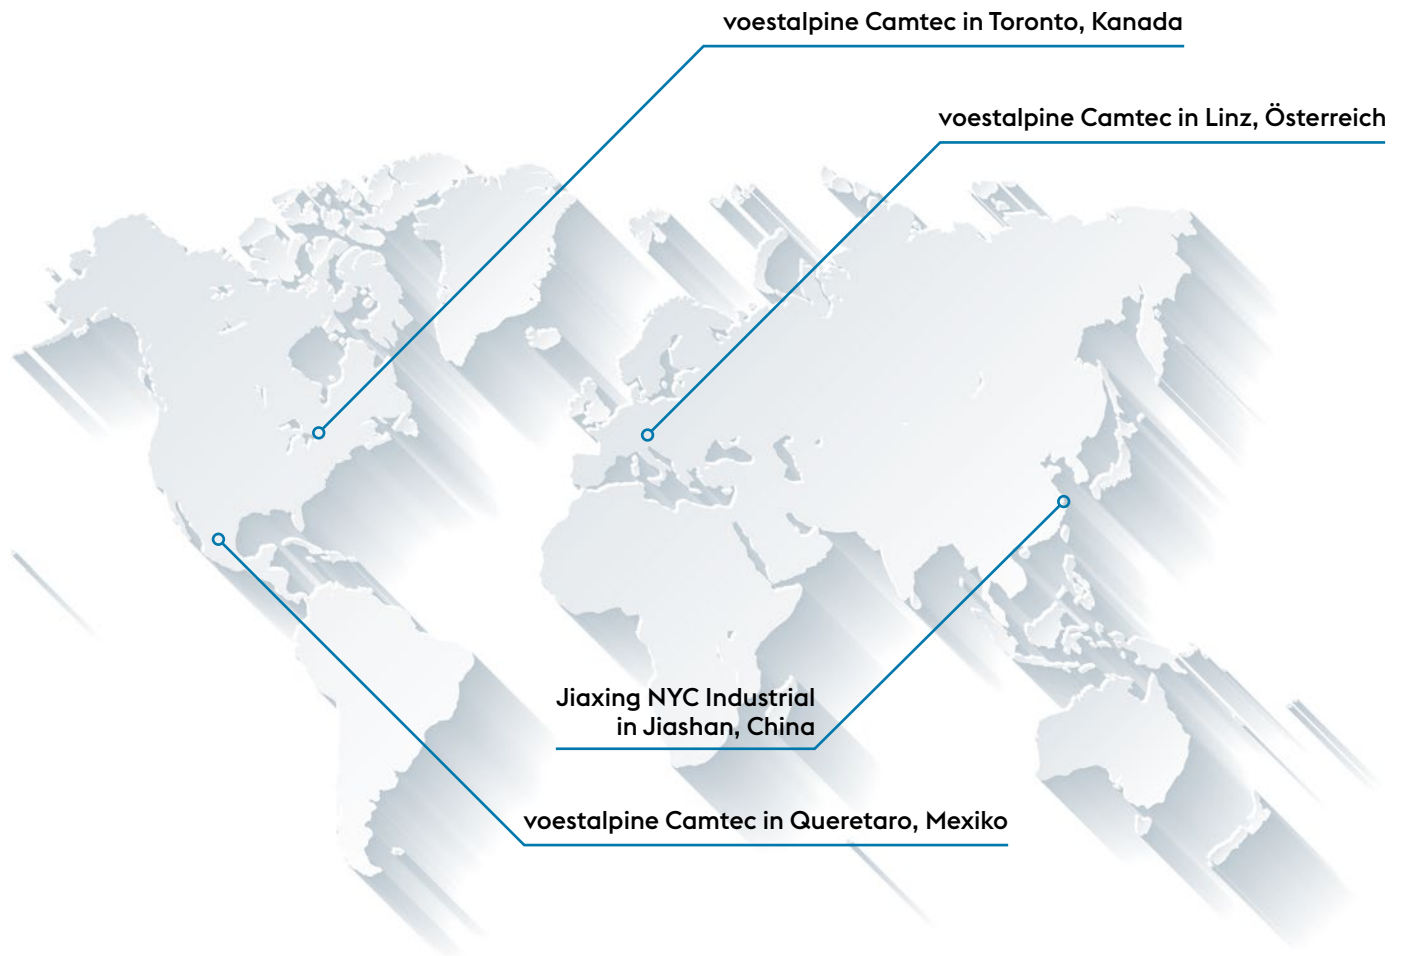 voestalpine Camtec in Toronto, Kanada
voestalpine Camtec in Linz, Österreich
Jiaxing NYC Industrial
in Jiashan, China
voestalpine Camtec in Queretaro, Mexiko